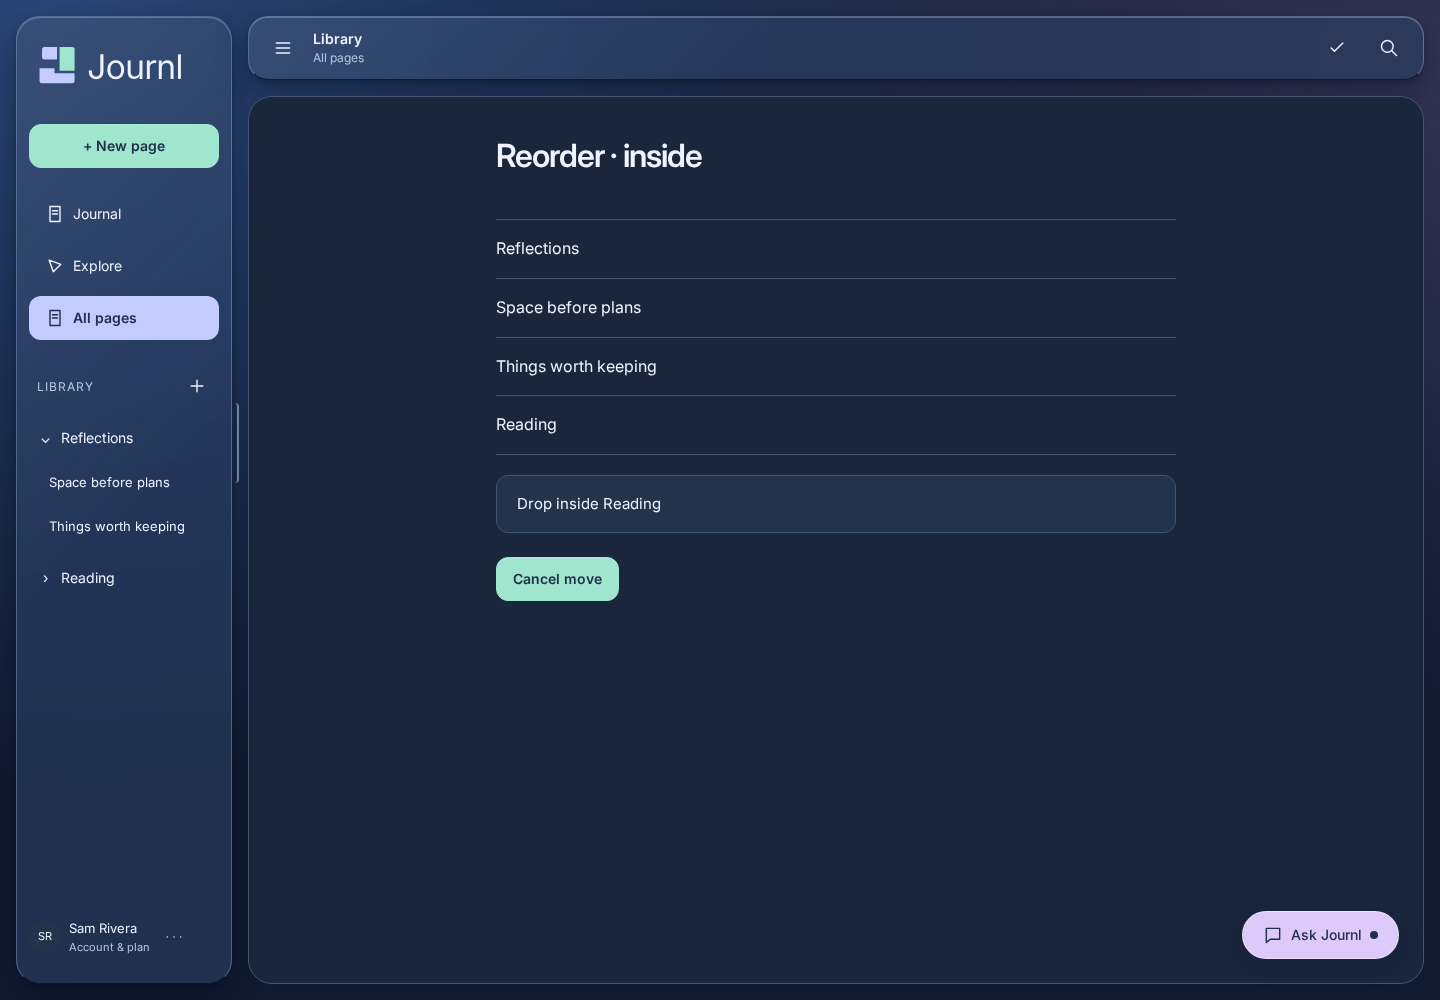 Journl
+ New page
Journal
Explore
All pages
LIBRARY
Reflections
Space before plans
Things worth keeping
Reading
SR
Sam Rivera
Account & plan
...
Library
All pages
Reorder · inside
Reflections
Space before plans
Things worth keeping
Reading
Drop inside Reading
Cancel move
Ask Journl